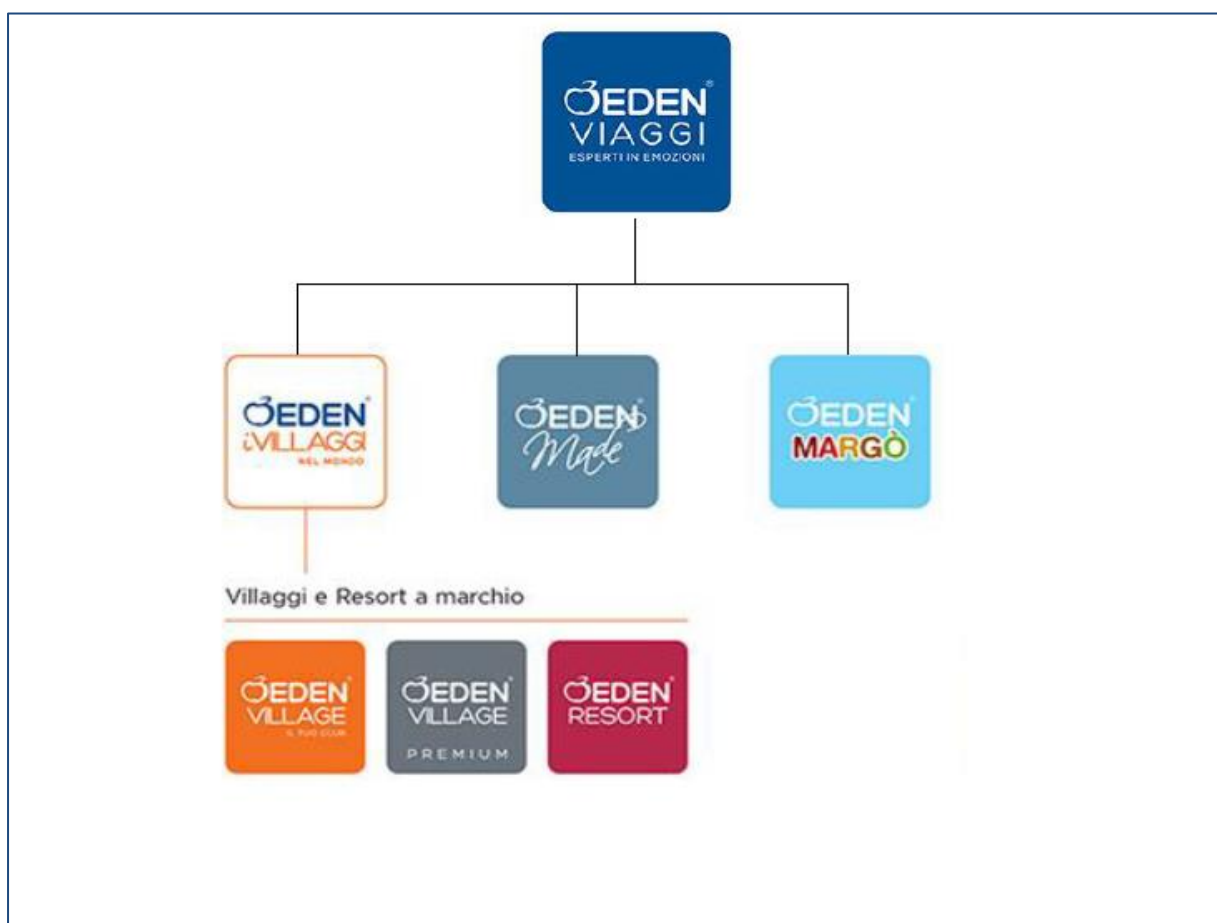 EDEN®
VIAGGI
ESPERTI IN EMOZIONI
EDEN®
iVILLAGGI
NEL MONDO
EDEN®
Made
EDEN®
MARGÒ
Villaggi e Resort a marchio
EDEN®
VILLAGE
IL TUO CLUB
EDEN®
VILLAGE
PREMIUM
EDEN®
RESORT